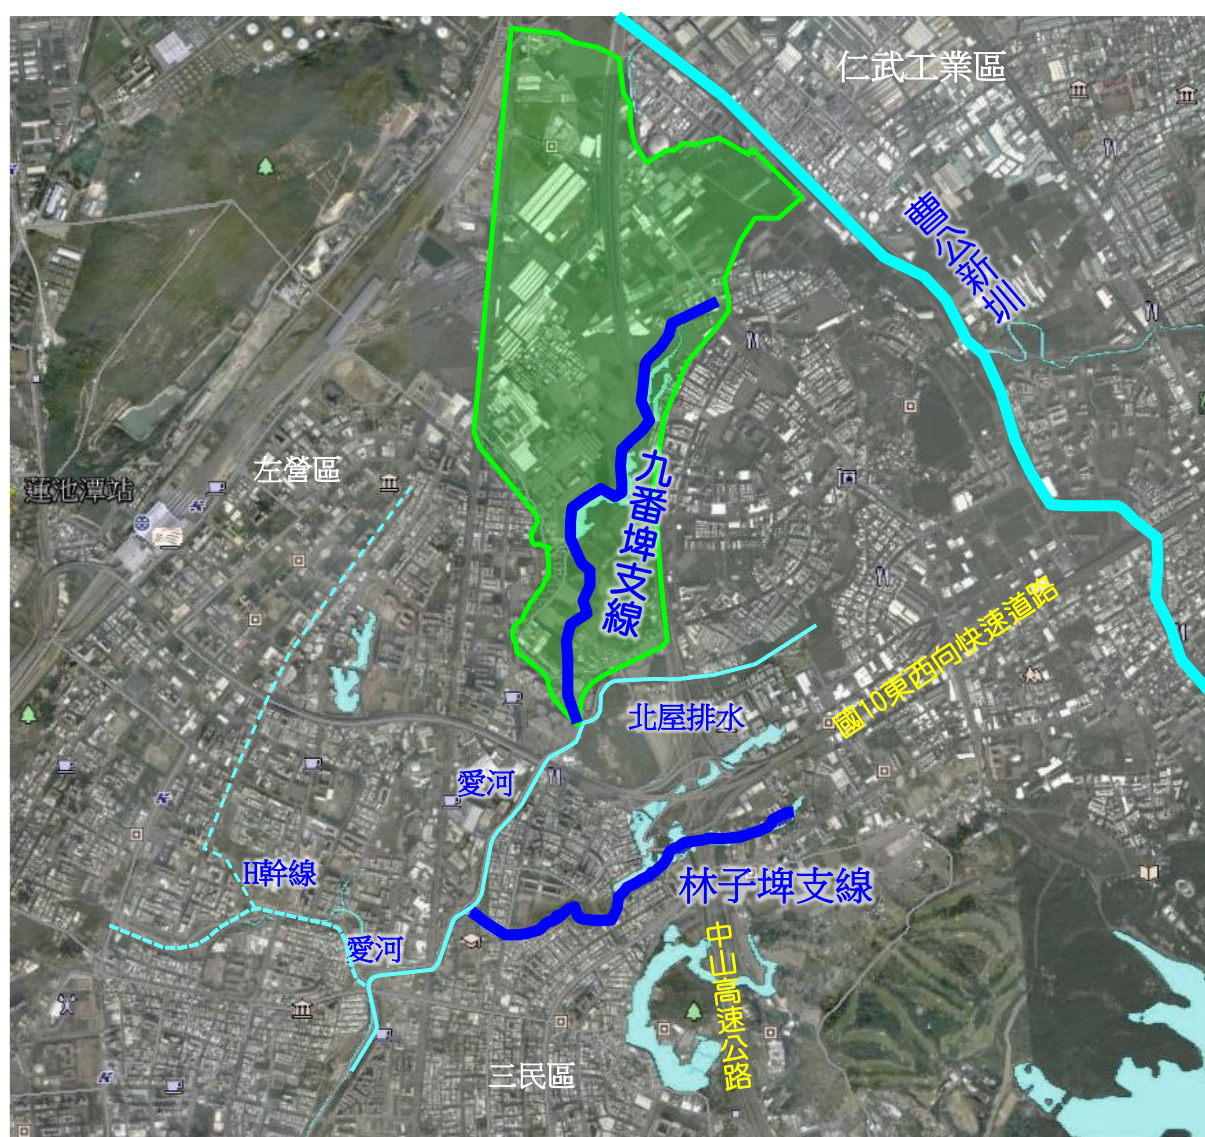 仁武工業區
曹公新圳
左營區
蓮池潭站
九番埤支線
國10東西向快速道路
北屋排水
愛河
H幹線
林子埤支線
愛河
中山高速公路
三民區